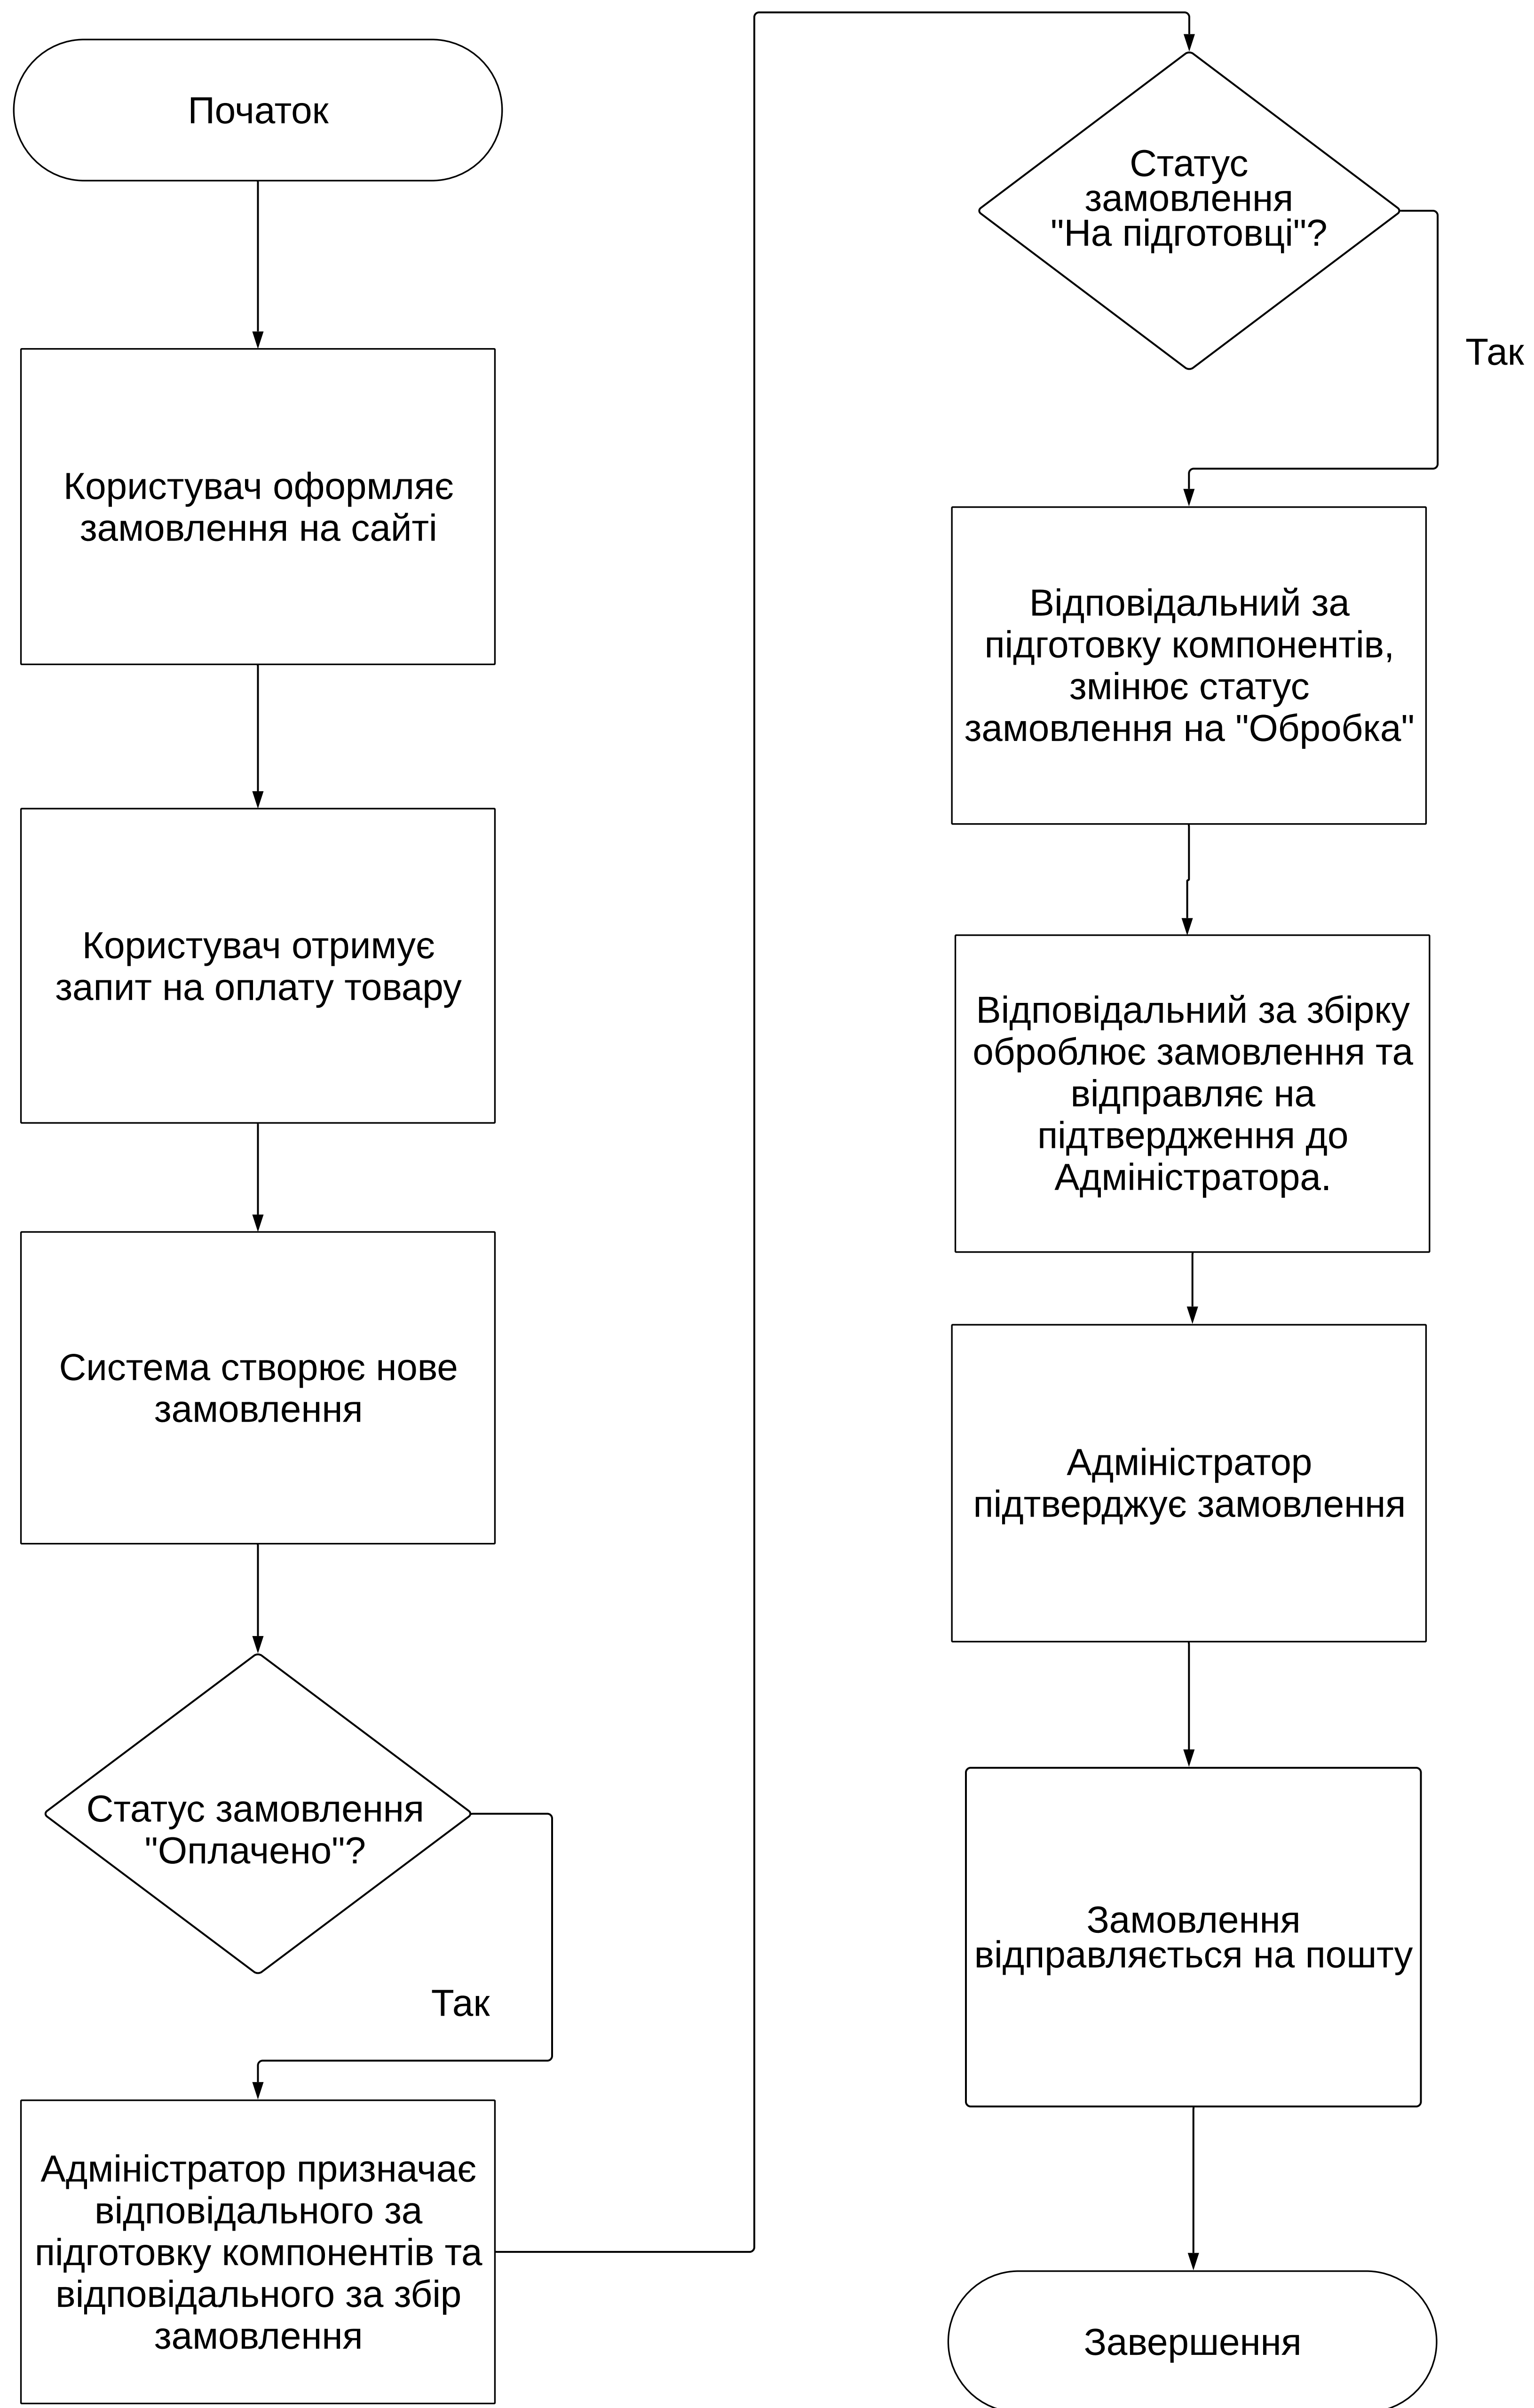 Початок
Користувач оформляє
замовлення на сайті
Користувач отримує
запит на оплату товару
Система створює нове
замовлення
Статус замовлення
"Оплачено"?
Так
Адміністратор призначає
відповідального за
підготовку компонентів та
відповідального за збір
замовлення
Статус
замовлення
"На підготовці"?
Так
Відповідальний за
підготовку компонентів,
змінює статус
замовлення на "Обробка"
Відповідальний за збірку
оброблює замовлення та
відправляє на
підтвердження до
Адміністратора.
Адміністратор
підтверджує замовлення
Замовлення
відправляється на пошту
Завершення